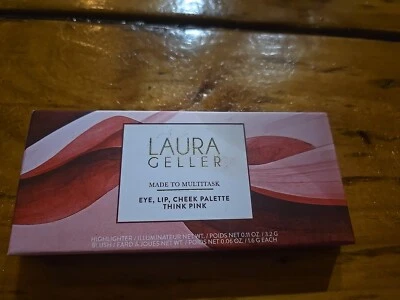 LAURA
GELLER
MADE TO MULTITASK
EYE, LIP, CHEEK PALETTE
THINK PINK
HIGHLIGHTER / ILLUMINATEUR NET WT. / POIDS NET 0.11 OZ. / 3.2 G
BLUSH / FARD À JOUES NET WT. / POIDS NET 0.06 OZ. / 1.6 G EACH